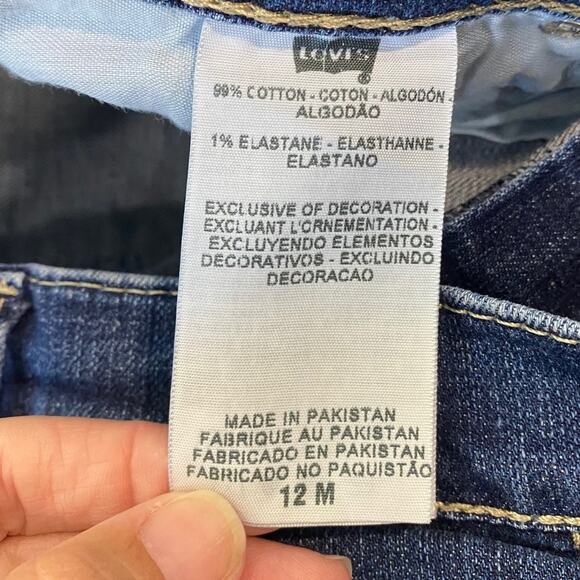 LEVI'S
®
99% COTTON - COTON - ALGODÓN
ALGODÃO
1% ELASTANE - ELASTHANNE -
ELASTANO
EXCLUSIVE OF DECORATION -
EXCLUANT L'ORNEMENTATION -
EXCLUYENDO ELEMENTOS
DECORATIVOS - EXCLUINDO
DECORACAO
MADE IN PAKISTAN
FABRIQUE AU PAKISTAN
FABRICADO EN PAKISTAN
FABRICADO NO PAQUISTÃO
12 M